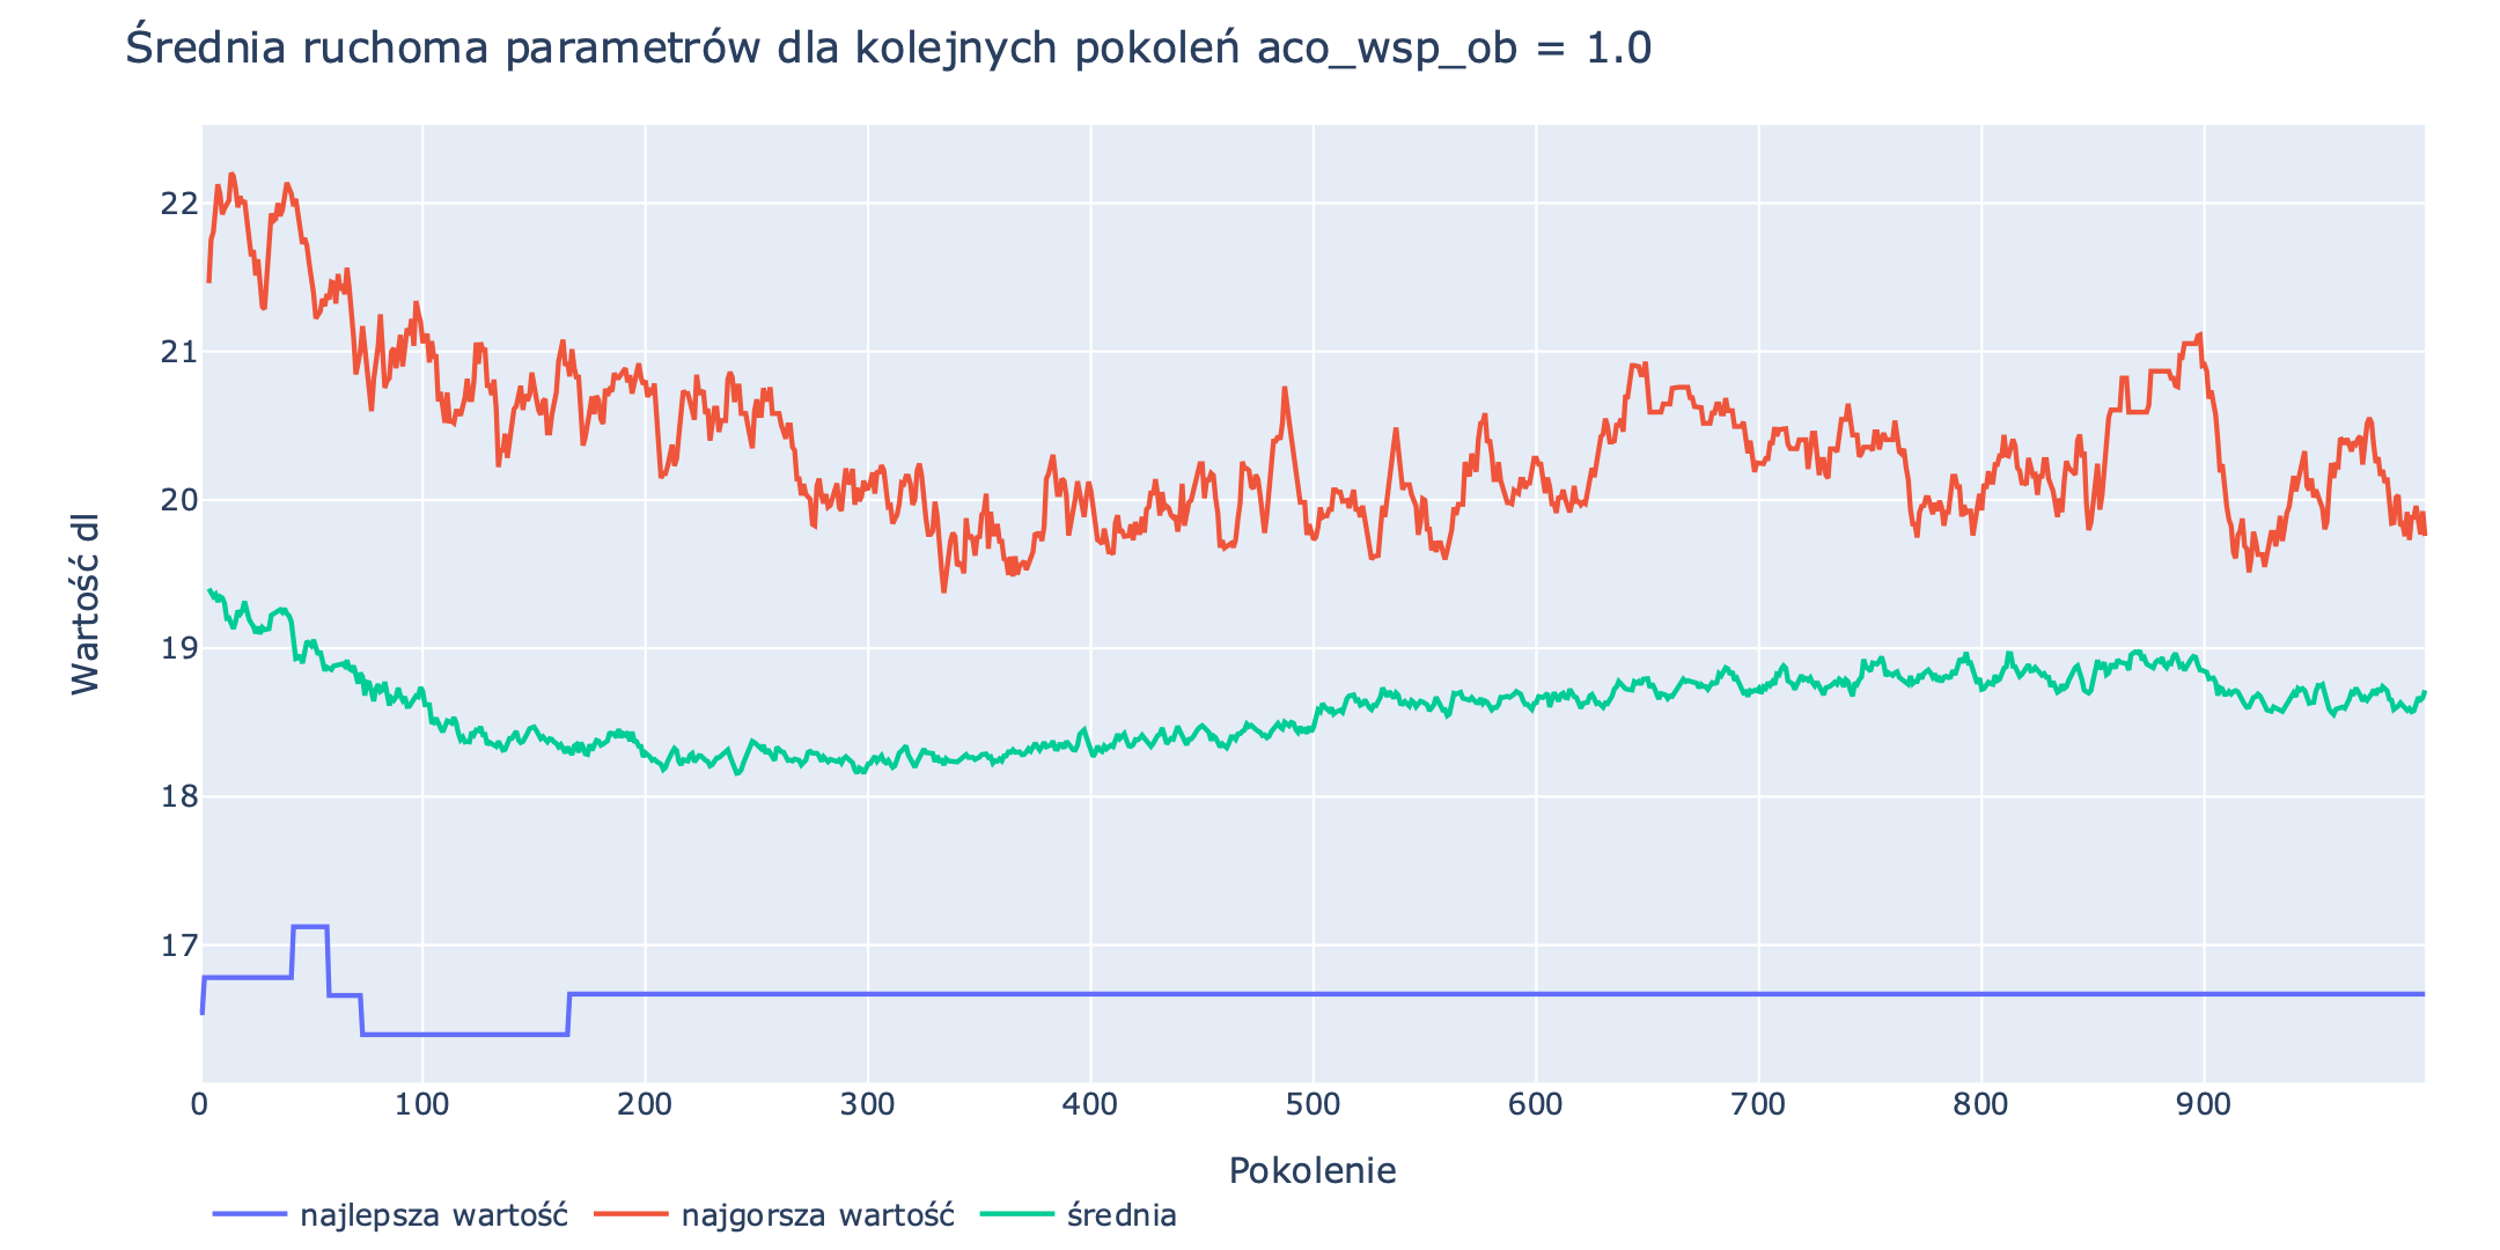 Średnia ruchoma parametrów dla kolejnych pokoleń aco_wsp_ob = 1.0
22
21
20
19
18
17
Wartość dl
0 100 200 300 400 500 600 700 800 900
Pokolenie
najlepsza wartość najgorsza wartość średnia